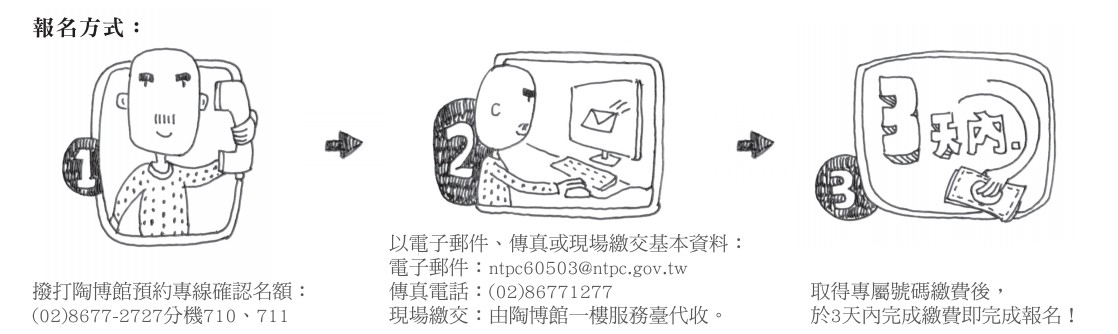 報名方式：
1
撥打陶博館預約專線確認名額：
(02)8677-2727分機710、711
2
以電子郵件、傳真或現場繳交基本資料：
電子郵件：ntpc60503@ntpc.gov.tw
傳真電話：(02)86771277
現場繳交：由陶博館一樓服務臺代收。
3
3天內.
取得專屬號碼繳費後，
於3天內完成繳費即完成報名！